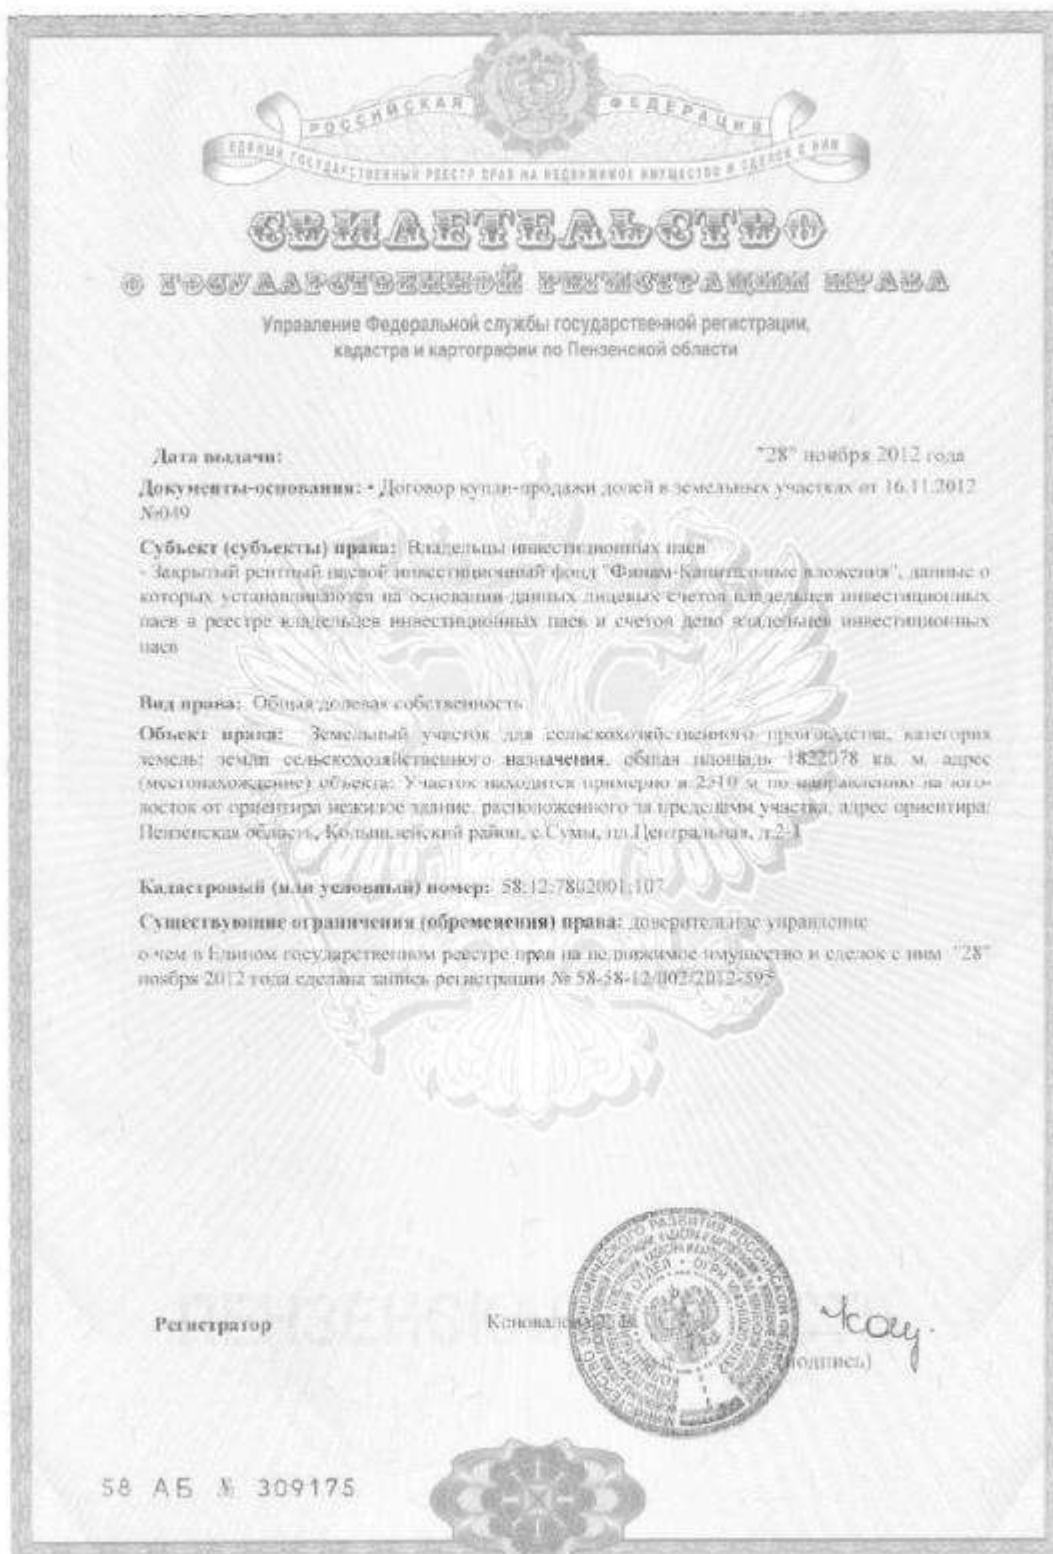 РОССИЙСКАЯ ФЕДЕРАЦИЯ
ЕДИНЫЙ ГОСУДАРСТВЕННЫЙ РЕЕСТР ПРАВ НА НЕДВИЖИМОЕ ИМУЩЕСТВО И СДЕЛОК С НИМ
СВИДЕТЕЛЬСТВО
О ГОСУДАРСТВЕННОЙ РЕГИСТРАЦИИ ПРАВА
Управление Федеральной службы государственной регистрации,
кадастра и картографии по Пензенской области
Дата выдачи: "28" ноября 2012 года
Документы-основания: • Договор купли-продажи долей в земельных участках от 16.11.2012
№049
Субъект (субъекты) права: Владельцы инвестиционных паев
- Закрытый рентный паевой инвестиционный фонд "Финам-Капитальные вложения", данные о
которых устанавливаются на основании данных лицевых счетов владельцев инвестиционных
паев в реестре владельцев инвестиционных паев и счетов депо владельцев инвестиционных
паев
Вид права: Общая долевая собственность
Объект права: Земельный участок для сельскохозяйственного производства, категория
земель: земли сельскохозяйственного назначения, общая площадь 1822078 кв. м, адрес
(местонахождение) объекта: Участок находится примерно в 2510 м по направлению на юго-
восток от ориентира нежилое здание, расположенного за пределами участка, адрес ориентира:
Пензенская область, Колышлейский район, с.Сумы, пл.Центральная, д.2-1
Кадастровый (или условный) номер: 58:12:7802001:107
Существующие ограничения (обременения) права: доверительное управление
о чем в Едином государственном реестре прав на недвижимое имущество и сделок с ним "28"
ноября 2012 года сделана запись регистрации № 58-58-12/002/2012-595
Регистратор
(подпись)
58 АБ № 309175